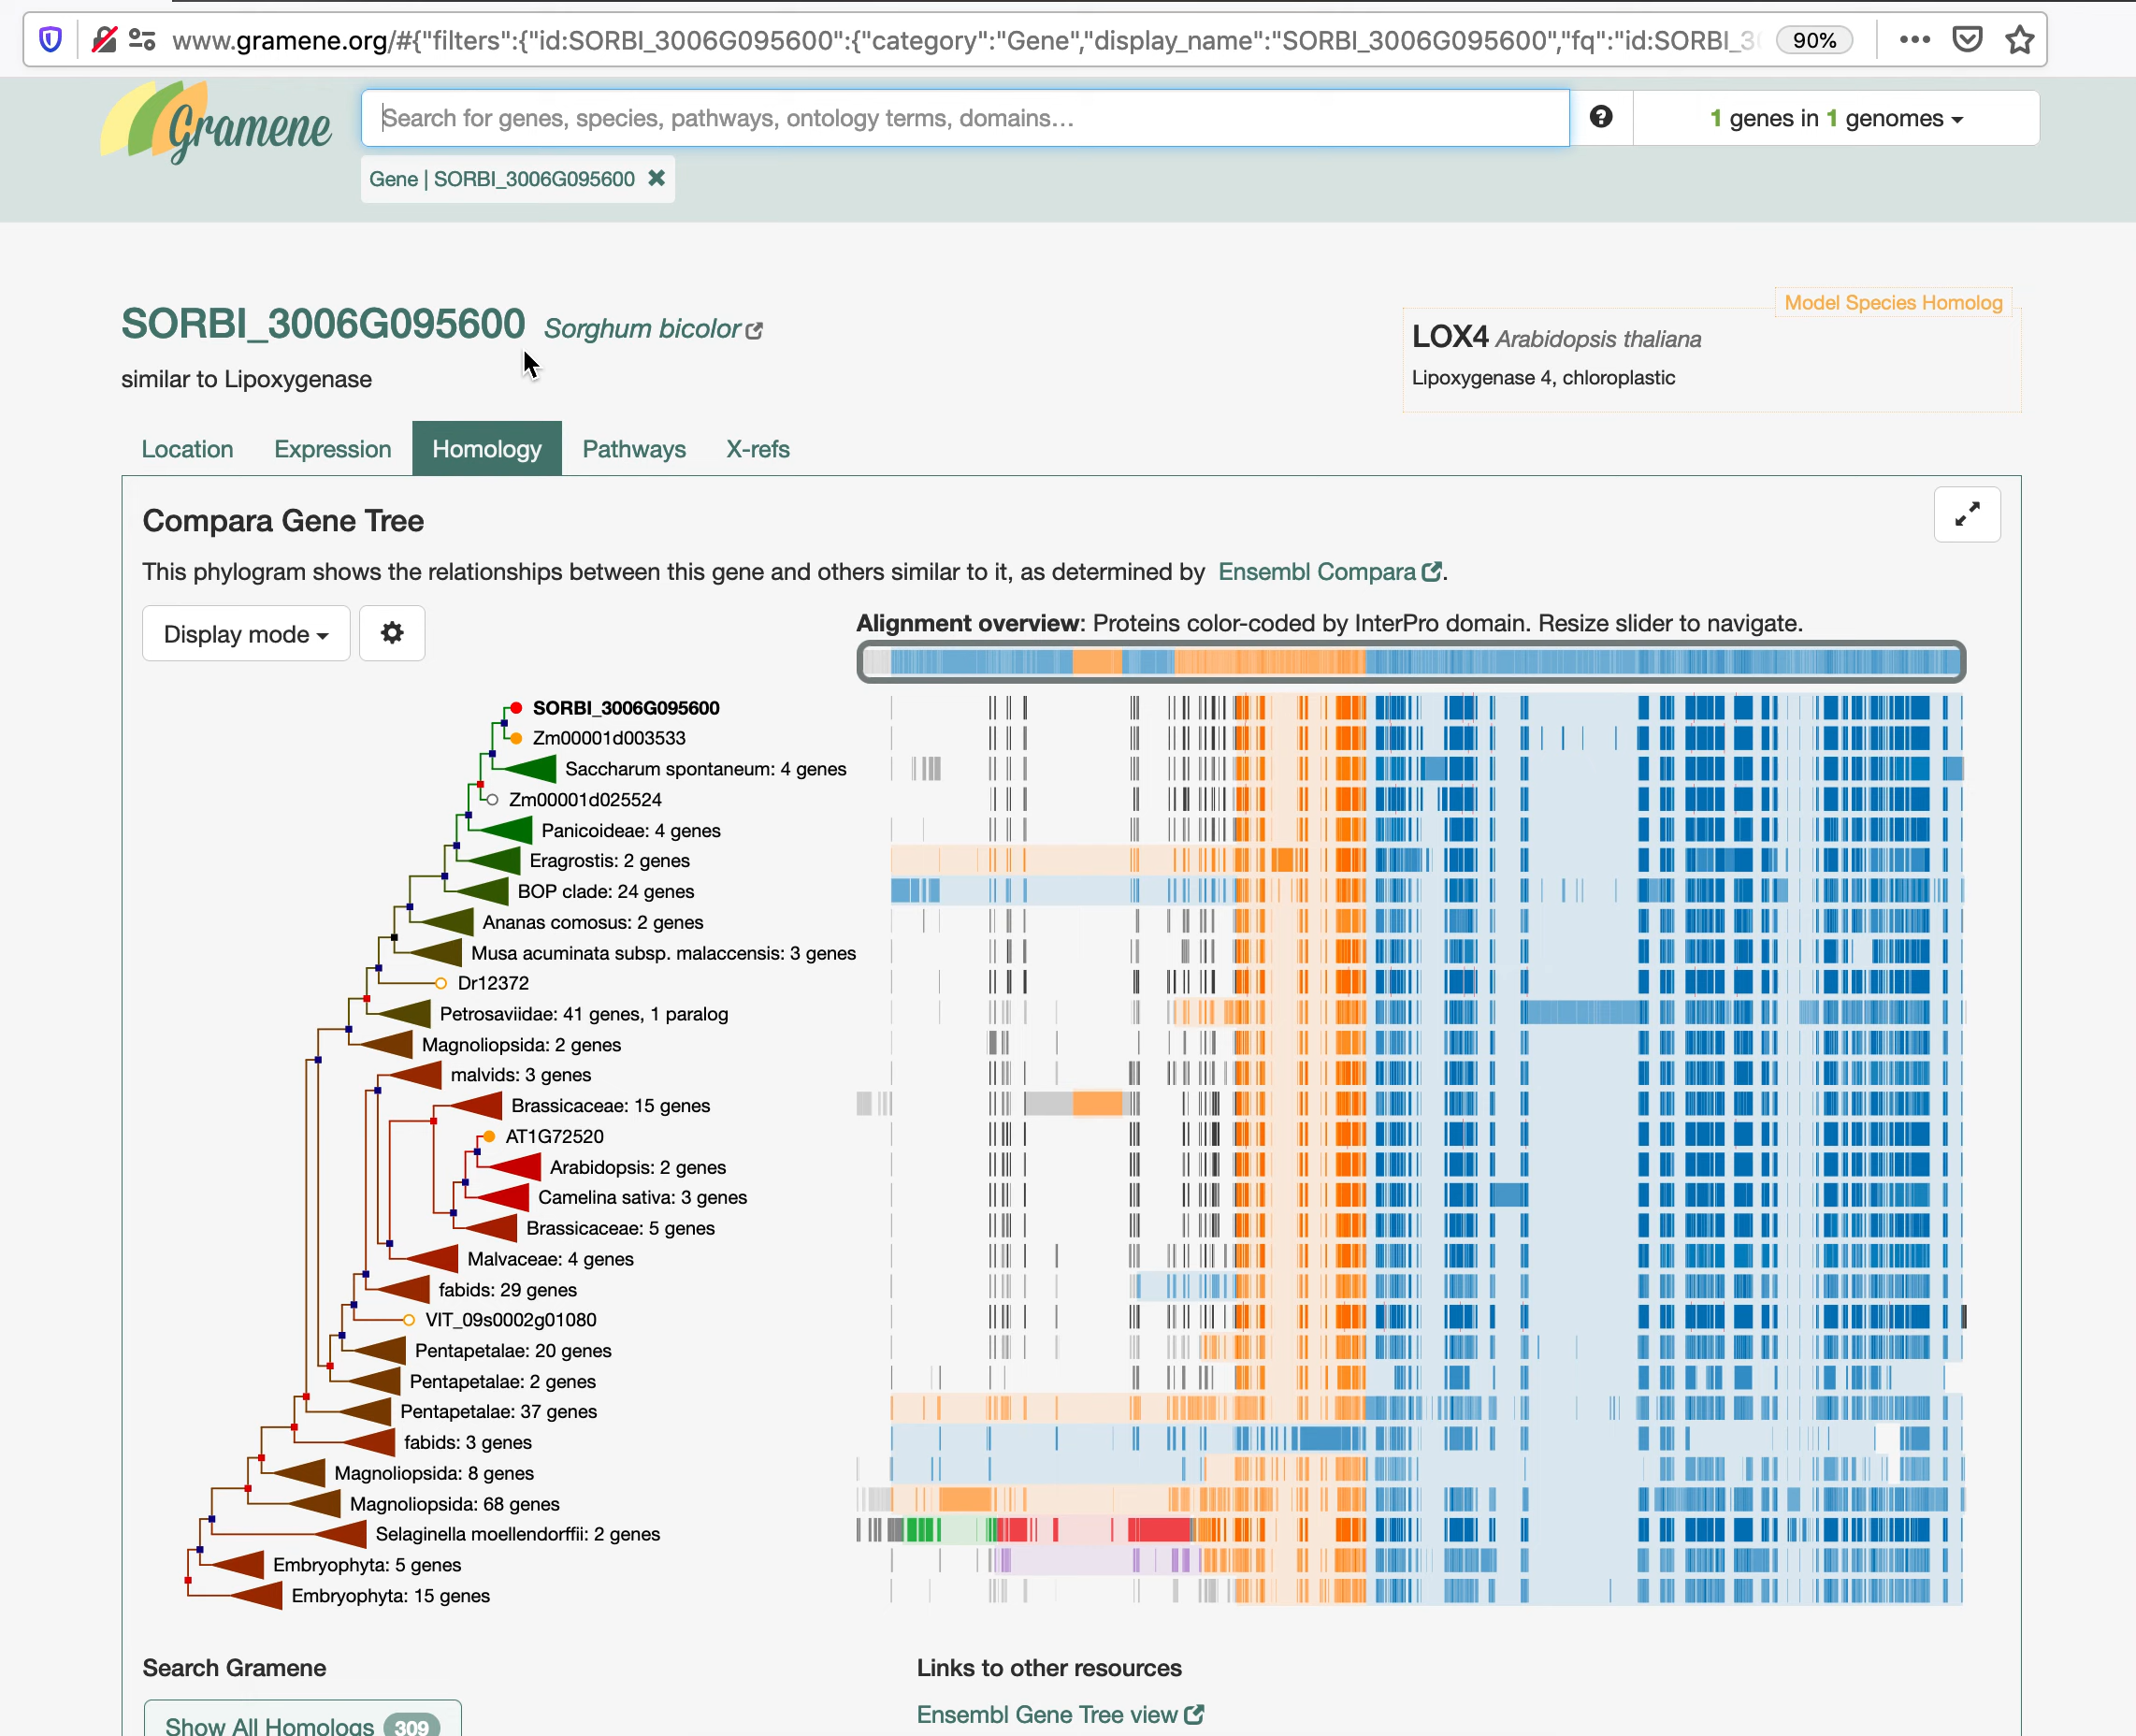 www.gramene.org/#{"filters":{"id:SORBI_3006G095600":{"category":"Gene","display_name":"SORBI_3006G095600","fq":"id:SORBI_3 90%
Gramene
Search for genes, species, pathways, ontology terms, domains...
1 genes in 1 genomes
Gene | SORBI_3006G095600
SORBI_3006G095600 Sorghum bicolor
similar to Lipoxygenase
Model Species Homolog
LOX4 Arabidopsis thaliana
Lipoxygenase 4, chloroplastic
Location Expression Homology Pathways X-refs
Compara Gene Tree
This phylogram shows the relationships between this gene and others similar to it, as determined by Ensembl Compara.
Display mode
Alignment overview: Proteins color-coded by InterPro domain. Resize slider to navigate.
SORBI_3006G095600
Zm00001d003533
Saccharum spontaneum: 4 genes
Zm00001d025524
Panicoideae: 4 genes
Eragrostis: 2 genes
BOP clade: 24 genes
Ananas comosus: 2 genes
Musa acuminata subsp. malaccensis: 3 genes
Dr12372
Petrosaviidae: 41 genes, 1 paralog
Magnoliopsida: 2 genes
malvids: 3 genes
Brassicaceae: 15 genes
AT1G72520
Arabidopsis: 2 genes
Camelina sativa: 3 genes
Brassicaceae: 5 genes
Malvaceae: 4 genes
fabids: 29 genes
VIT_09s0002g01080
Pentapetalae: 20 genes
Pentapetalae: 2 genes
Pentapetalae: 37 genes
fabids: 3 genes
Magnoliopsida: 8 genes
Magnoliopsida: 68 genes
Selaginella moellendorffii: 2 genes
Embryophyta: 5 genes
Embryophyta: 15 genes
Search Gramene
Show All Homologs 309
Links to other resources
Ensembl Gene Tree view